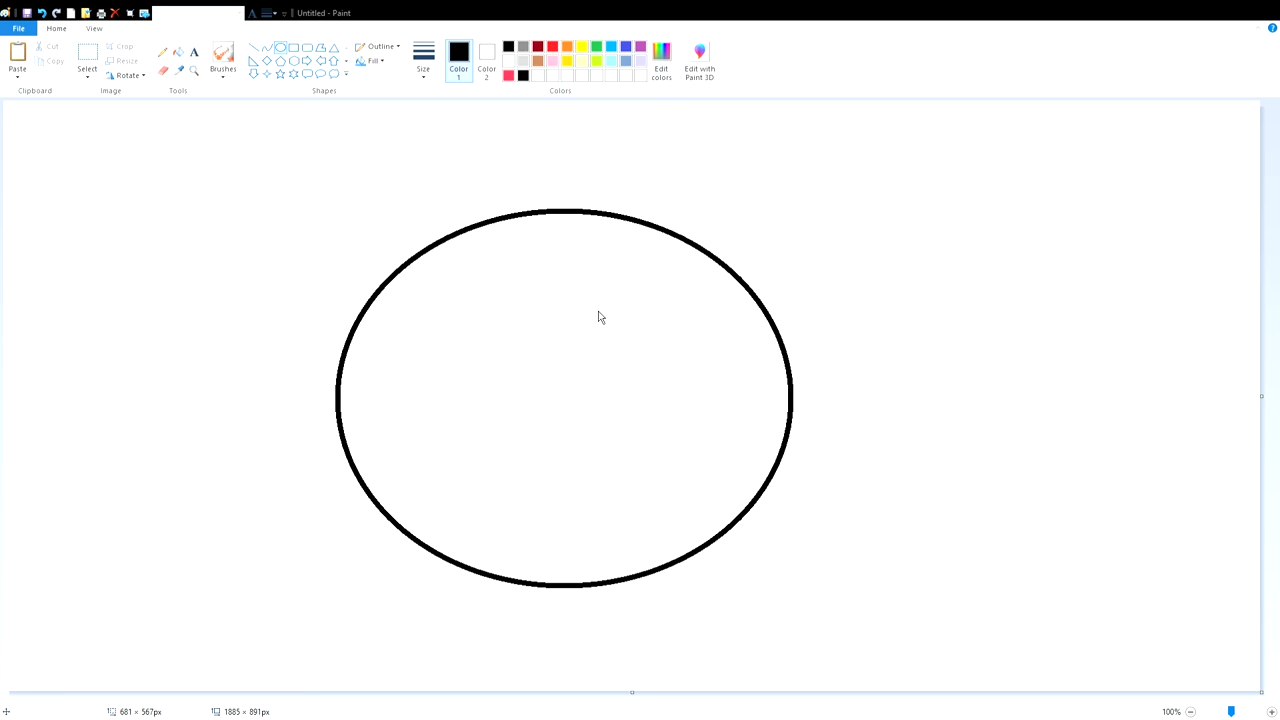 Untitled - Paint
File Home View
Paste
Cut
Copy
Clipboard
Select
Crop
Resize
Rotate
Image
A
Tools
Brushes
Outline
Fill
Shapes
Size
Color 1
Color 2
Colors
Edit colors
Edit with Paint 3D
681 × 567px
1885 × 891px
100%